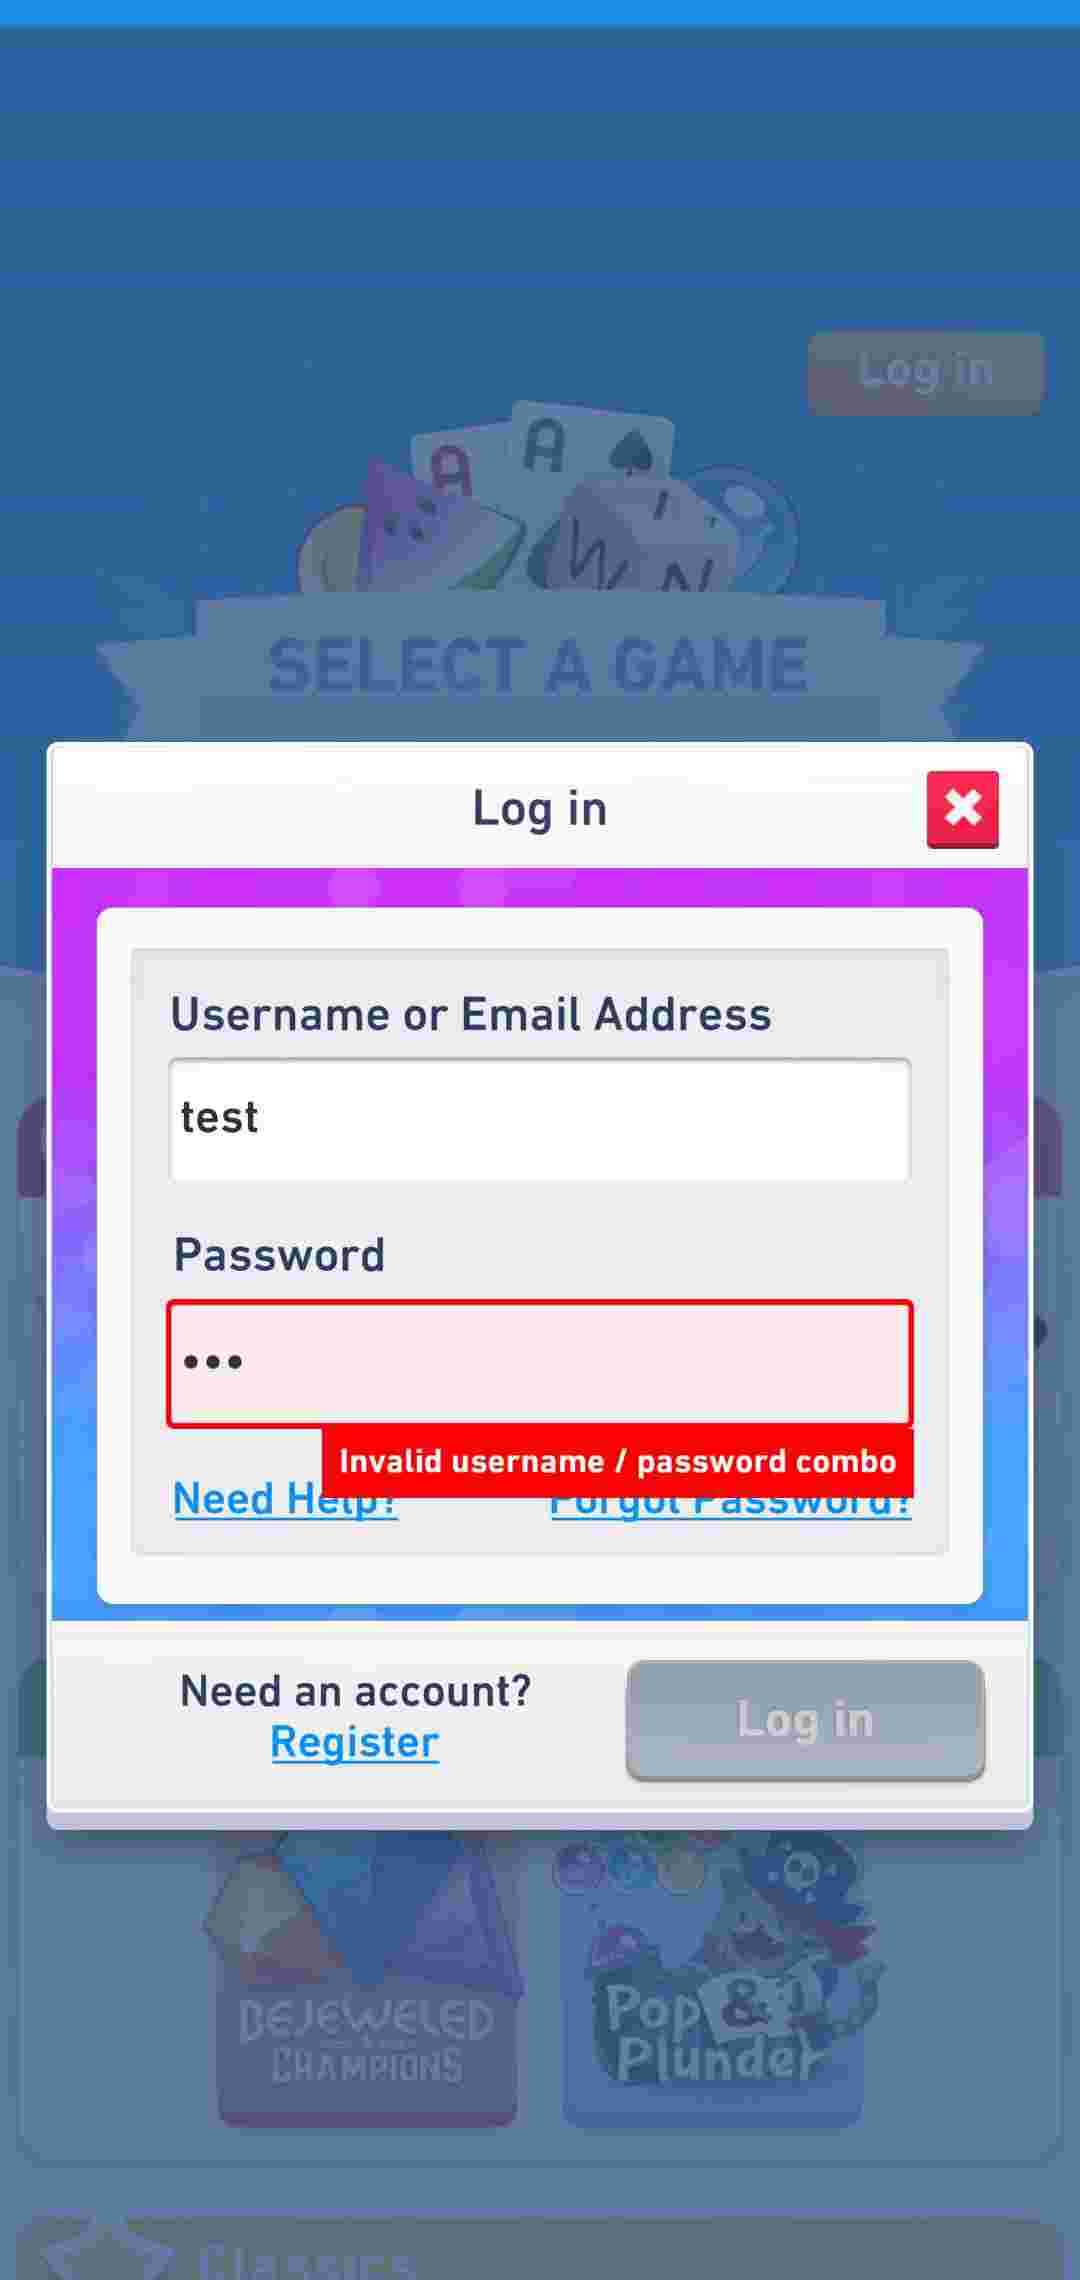 Log in
A
A
W
I
N
SELECT A GAME
Log in
Username or Email Address
test
Password
Invalid username / password combo
Need Help?
Forgot Password?
Need an account?
Register
Log in
BEJEWELED
CHAMPIONS
Pop &
Plunder
Classics